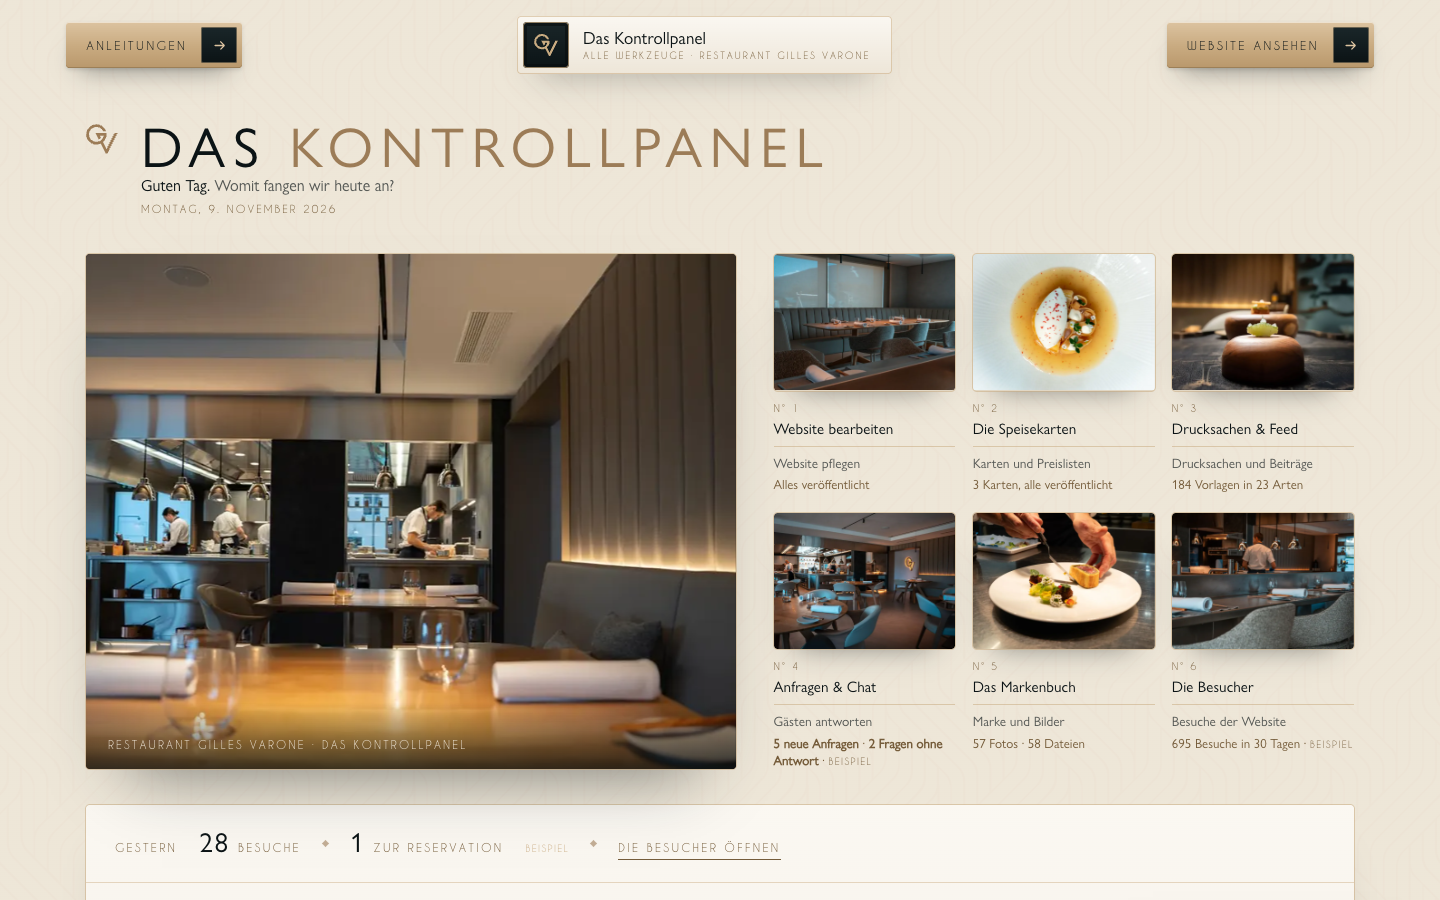 ANLEITUNGEN
GV
Das Kontrollpanel
ALLE WERKZEUGE · RESTAURANT GILLES VARONE
WEBSITE ANSEHEN
GV
DAS KONTROLLPANEL
Guten Tag. Womit fangen wir heute an?
MONTAG, 9. NOVEMBER 2026
RESTAURANT GILLES VARONE · DAS KONTROLLPANEL
N° 1
Website bearbeiten
Website pflegen
Alles veröffentlicht
N° 2
Die Speisekarten
Karten und Preislisten
3 Karten, alle veröffentlicht
N° 3
Drucksachen & Feed
Drucksachen und Beiträge
184 Vorlagen in 23 Arten
N° 4
Anfragen & Chat
Gästen antworten
5 neue Anfragen · 2 Fragen ohne
Antwort · BEISPIEL
N° 5
Das Markenbuch
Marke und Bilder
57 Fotos · 58 Dateien
N° 6
Die Besucher
Besuche der Website
695 Besuche in 30 Tagen · BEISPIEL
GESTERN 28 BESUCHE 1 ZUR RESERVATION BEISPIEL DIE BESUCHER ÖFFNEN